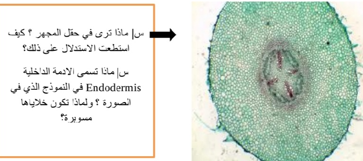 س| ماذا ترى في حقل المجهر ؟ كيف
استطعت الاستدلال على ذلك؟
س| ماذا تسمى الادمة الداخلية
Endodermis في النموذج الذي في
الصورة ؟ ولماذا تكون خلاياها
مسوبرة؟